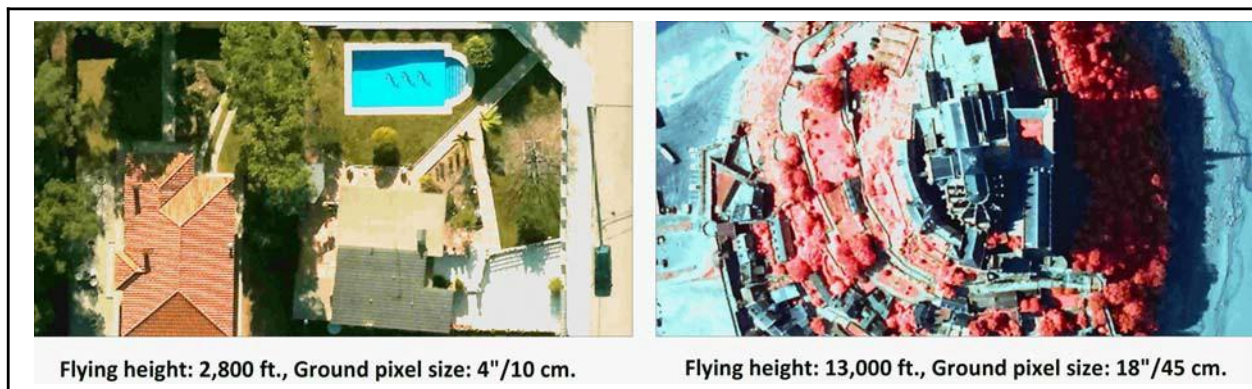 Flying height: 2,800 ft., Ground pixel size: 4"/10 cm.
Flying height: 13,000 ft., Ground pixel size: 18"/45 cm.